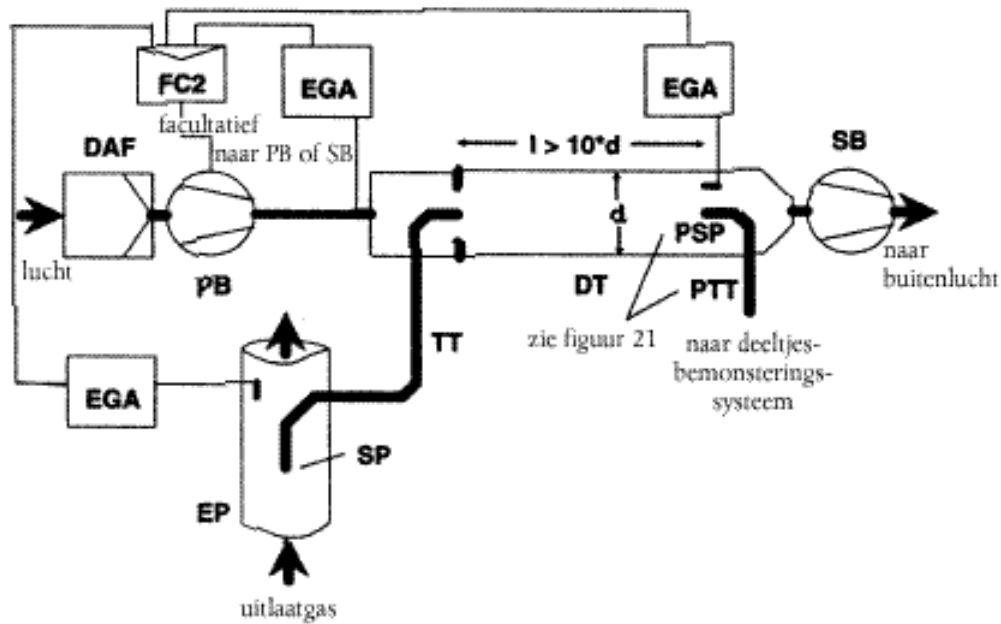 FC2
EGA
EGA
facultatief
naar PB of SB
DAF
l > 10*d
SB
d
lucht
PB
PSP
naar
buitenlucht
DT
PTT
TT
zie figuur 21
naar deeltjes-
bemonsterings-
systeem
EGA
SP
EP
uitlaatgas